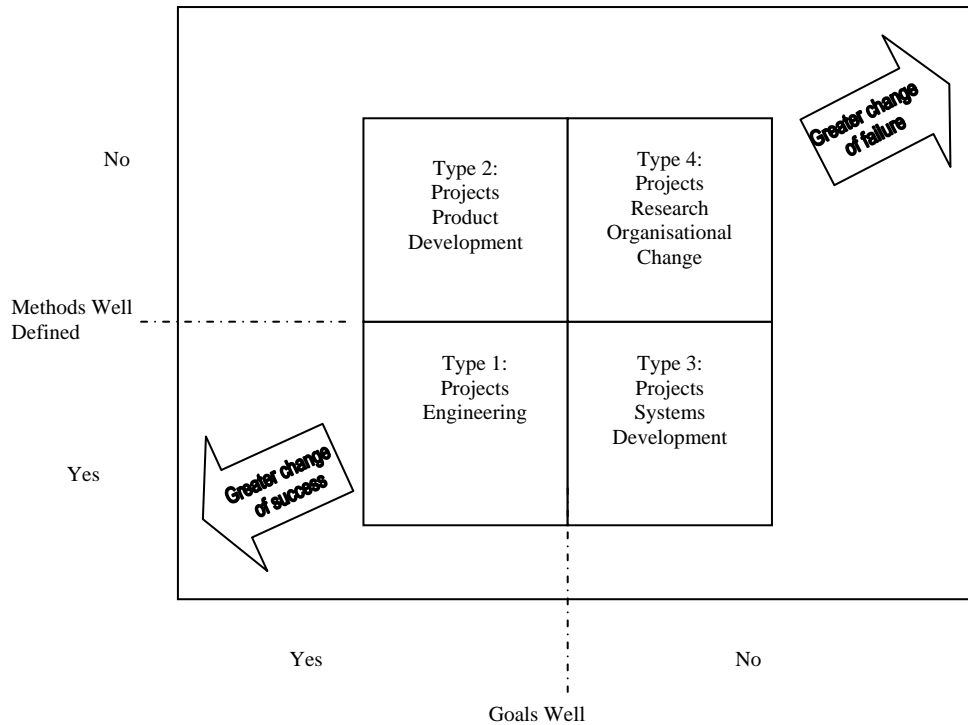 Greater change
of failure
No
Type 2:
Projects
Product
Development
Type 4:
Projects
Research
Organisational
Change
Methods Well
Defined
Type 1:
Projects
Engineering
Type 3:
Projects
Systems
Development
Yes
Greater change
of success
Yes
No
Goals Well